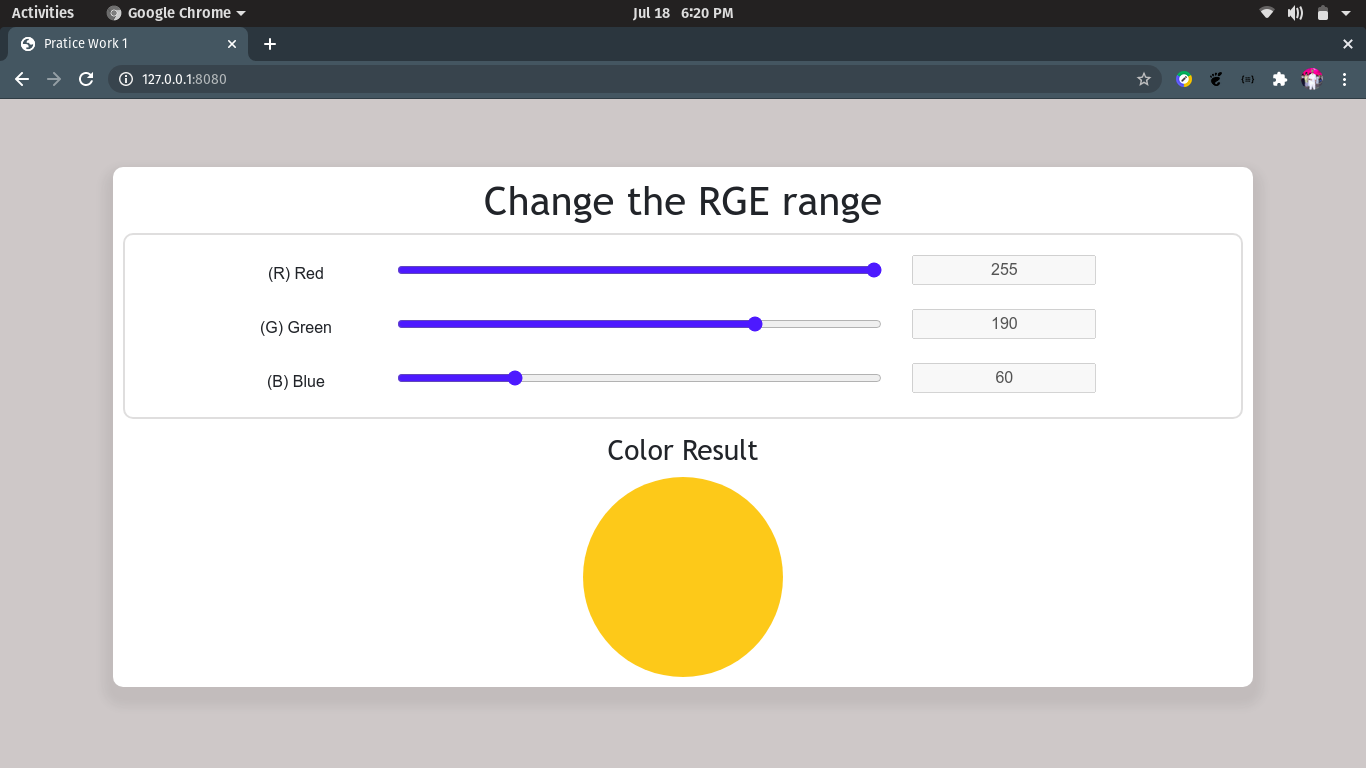 Activities Google Chrome Jul 18 6:20 PM
Pratice Work 1
127.0.0.1:8080
Change the RGE range
(R) Red 255
(G) Green 190
(B) Blue 60
Color Result